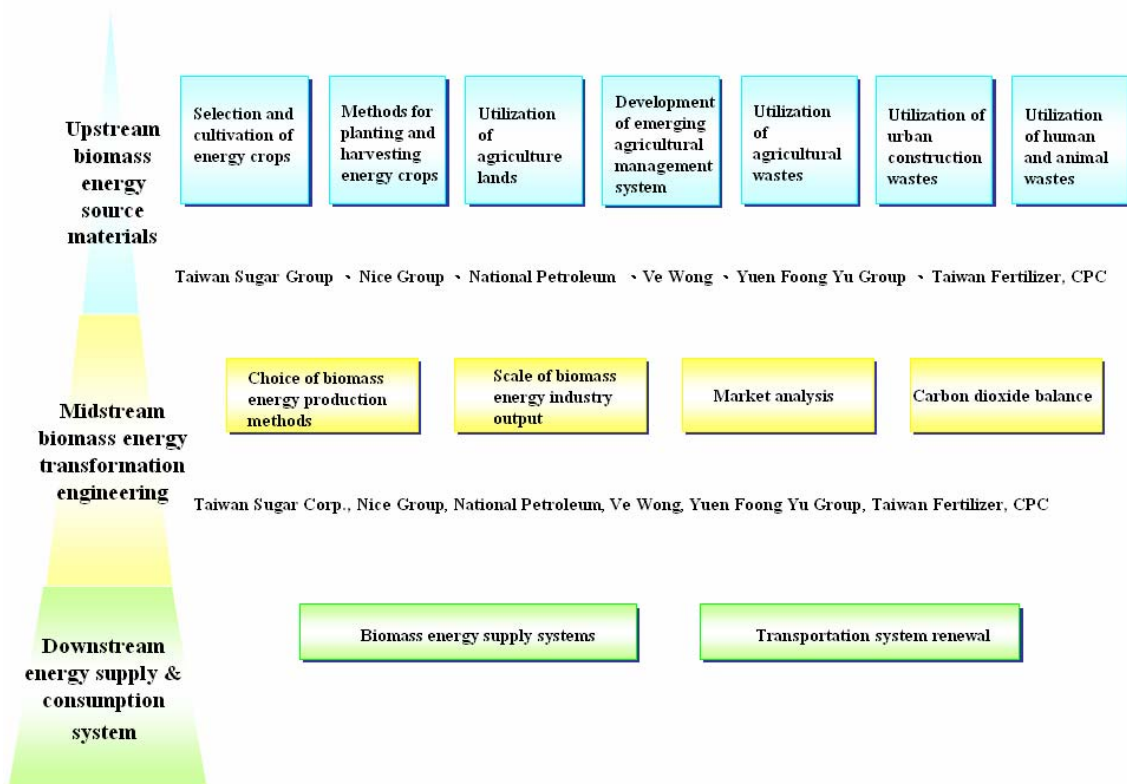 Upstream
biomass
energy
source
materials
Selection and
cultivation of
energy crops
Methods for
planting and
harvesting
energy crops
Utilization
of
agriculture
lands
Development
of emerging
agricultural
management
system
Utilization
of
agricultural
wastes
Utilization of
urban
construction
wastes
Utilization
of human
and animal
wastes
Taiwan Sugar Group 、Nice Group 、National Petroleum 、Ve Wong 、Yuen Foong Yu Group 、Taiwan Fertilizer, CPC
Midstream
biomass energy
transformation
engineering
Choice of biomass
energy production
methods
Scale of biomass
energy industry
output
Market analysis
Carbon dioxide balance
Taiwan Sugar Corp., Nice Group, National Petroleum, Ve Wong, Yuen Foong Yu Group, Taiwan Fertilizer, CPC
Downstream
energy supply &
consumption
system
Biomass energy supply systems
Transportation system renewal